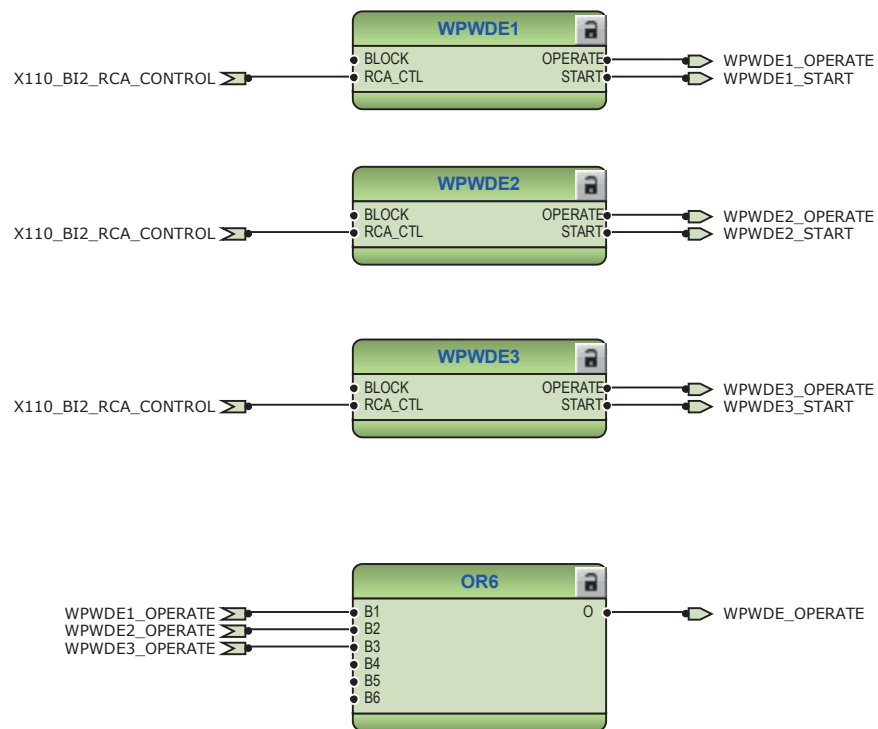 WPWDE1
BLOCK OPERATE WPWDE1_OPERATE
X110_BI2_RCA_CONTROL RCA_CTL START WPWDE1_START
WPWDE2
BLOCK OPERATE WPWDE2_OPERATE
X110_BI2_RCA_CONTROL RCA_CTL START WPWDE2_START
WPWDE3
BLOCK OPERATE WPWDE3_OPERATE
X110_BI2_RCA_CONTROL RCA_CTL START WPWDE3_START
OR6
WPWDE1_OPERATE B1 O WPWDE_OPERATE
WPWDE2_OPERATE B2
WPWDE3_OPERATE B3
B4
B5
B6